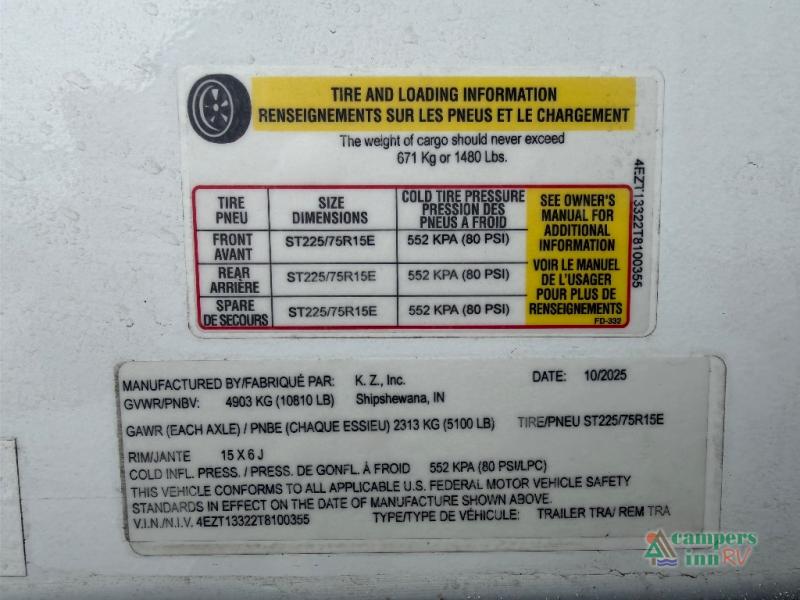 TIRE AND LOADING INFORMATION
RENSEIGNEMENTS SUR LES PNEUS ET LE CHARGEMENT
The weight of cargo should never exceed
671 Kg or 1480 Lbs.
TIRE
PNEU
SIZE
DIMENSIONS
COLD TIRE PRESSURE
PRESSION DES
PNEUS A FROID
FRONT
AVANT
ST225/75R15E
552 KPA (80 PSI)
REAR
ARRIÈRE
ST225/75R15E
552 KPA (80 PSI)
SPARE
DE SECOURS
ST225/75R15E
552 KPA (80 PSI)
SEE OWNER'S
MANUAL FOR
ADDITIONAL
INFORMATION
VOIR LE MANUEL
DE L'USAGER
POUR PLUS DE
RENSEIGNEMENTS
FD-332
4EZT13322T8100355
MANUFACTURED BY/FABRIQUÉ PAR: K. Z., Inc. DATE: 10/2025
GVWR/PNBV: 4903 KG (10810 LB) Shipshewana, IN
GAWR (EACH AXLE) / PNBE (CHAQUE ESSIEU) 2313 KG (5100 LB) TIRE/PNEU ST225/75R15E
RIM/JANTE 15 X 6 J
COLD INFL. PRESS. / PRESS. DE GONFL. À FROID 552 KPA (80 PSI/LPC)
THIS VEHICLE CONFORMS TO ALL APPLICABLE U.S. FEDERAL MOTOR VEHICLE SAFETY
STANDARDS IN EFFECT ON THE DATE OF MANUFACTURE SHOWN ABOVE.
V.I.N./N.I.V. 4EZT13322T8100355 TYPE/TYPE DE VÉHICULE: TRAILER TRA/ REM TRA
campers
inn RV